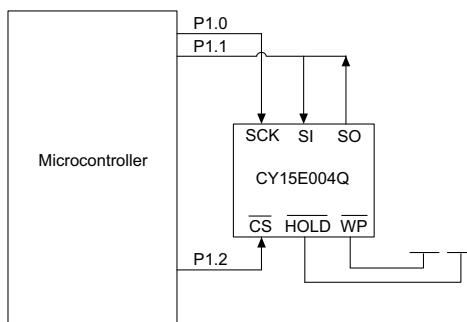 P1.0
P1.1
SCK SI SO
Microcontroller
CY15E004Q
CS HOLD WP
P1.2